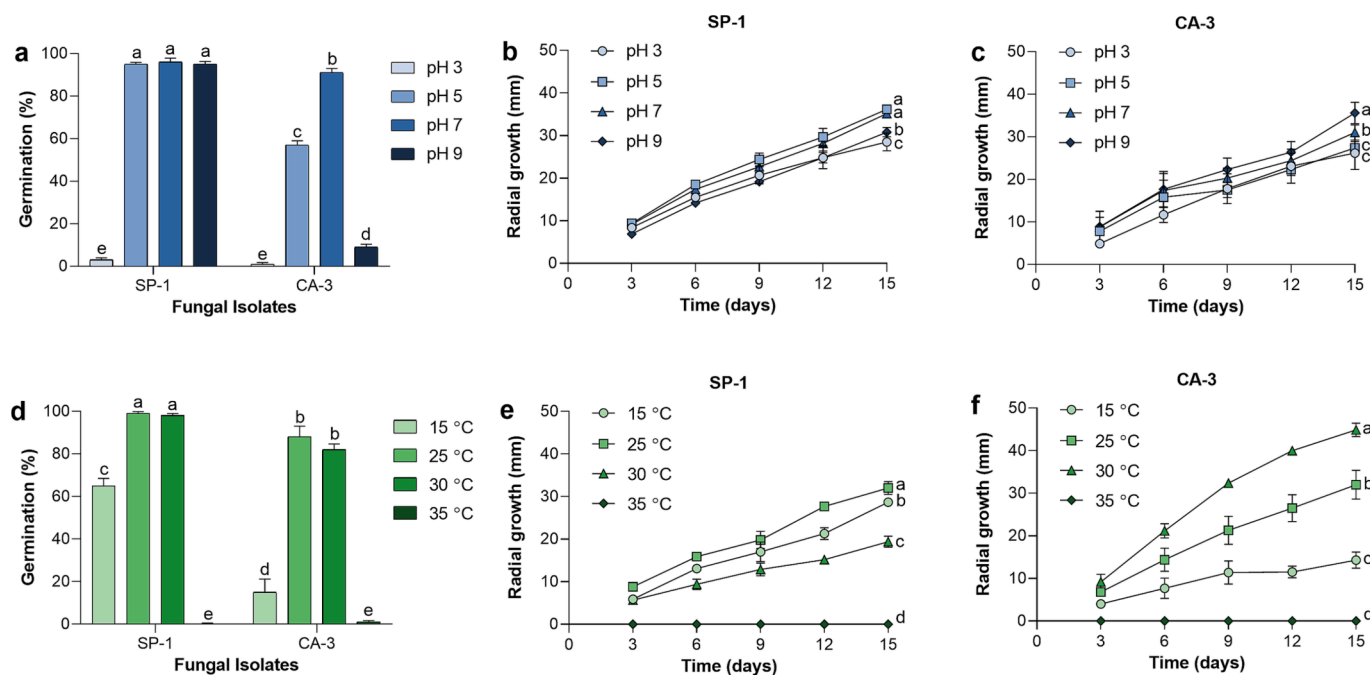 SP-1
CA-3
a
b
c
100
80
60
40
20
0
Germination (%)
e
a
a
a
e
c
b
d
SP-1
CA-3
Fungal Isolates
pH 3
pH 5
pH 7
pH 9
50
40
30
20
10
0
Radial growth (mm)
pH 3
pH 5
pH 7
pH 9
a
a
b
c
0
3
6
9
12
15
Time (days)
50
40
30
20
10
0
Radial growth (mm)
pH 3
pH 5
pH 7
pH 9
a
b
c
c
0
3
6
9
12
15
Time (days)
SP-1
CA-3
d
e
f
100
80
60
40
20
0
Germination (%)
c
a
a
e
d
b
b
e
SP-1
CA-3
Fungal Isolates
15 °C
25 °C
30 °C
35 °C
50
40
30
20
10
0
Radial growth (mm)
15 °C
25 °C
30 °C
35 °C
a
b
c
d
0
3
6
9
12
15
Time (days)
50
40
30
20
10
0
Radial growth (mm)
15 °C
25 °C
30 °C
35 °C
a
b
c
d
0
3
6
9
12
15
Time (days)